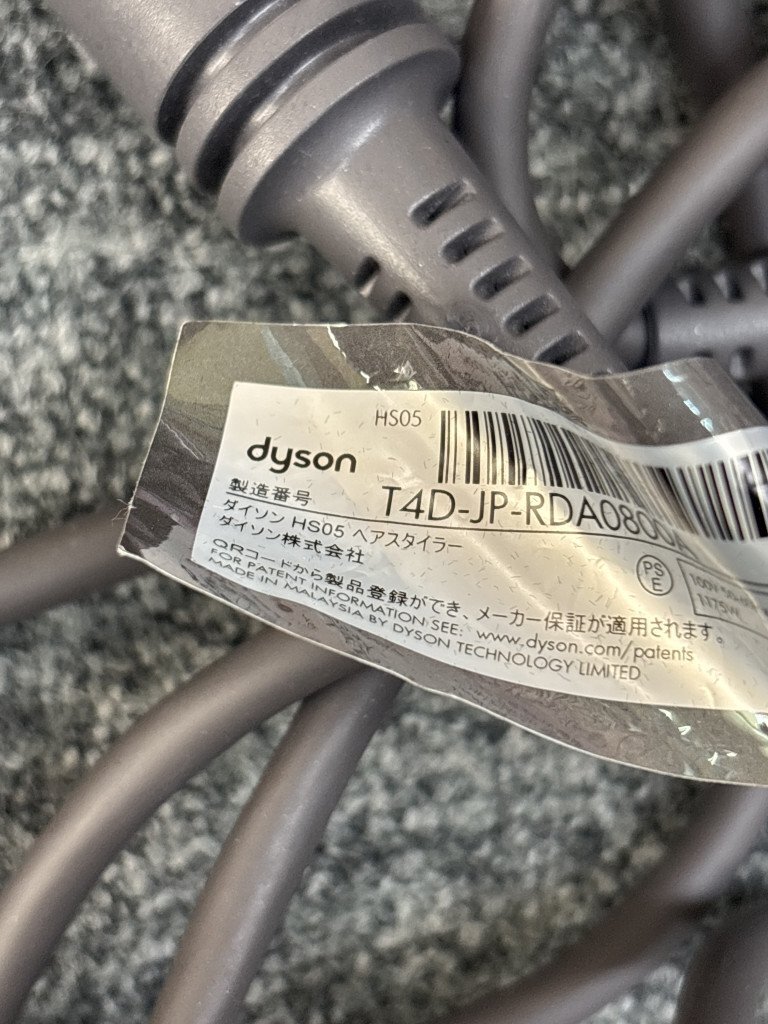 HS05
dyson
製造番号 T4D-JP-RDA0800A
ダイソン HS05 ヘアスタイラー
ダイソン株式会社
PS
E
100V
1175W
QRコードから製品登録ができ、メーカー保証が適用されます。
FOR PATENT INFORMATION SEE: www.dyson.com/patents
MADE IN MALAYSIA BY DYSON TECHNOLOGY LIMITED